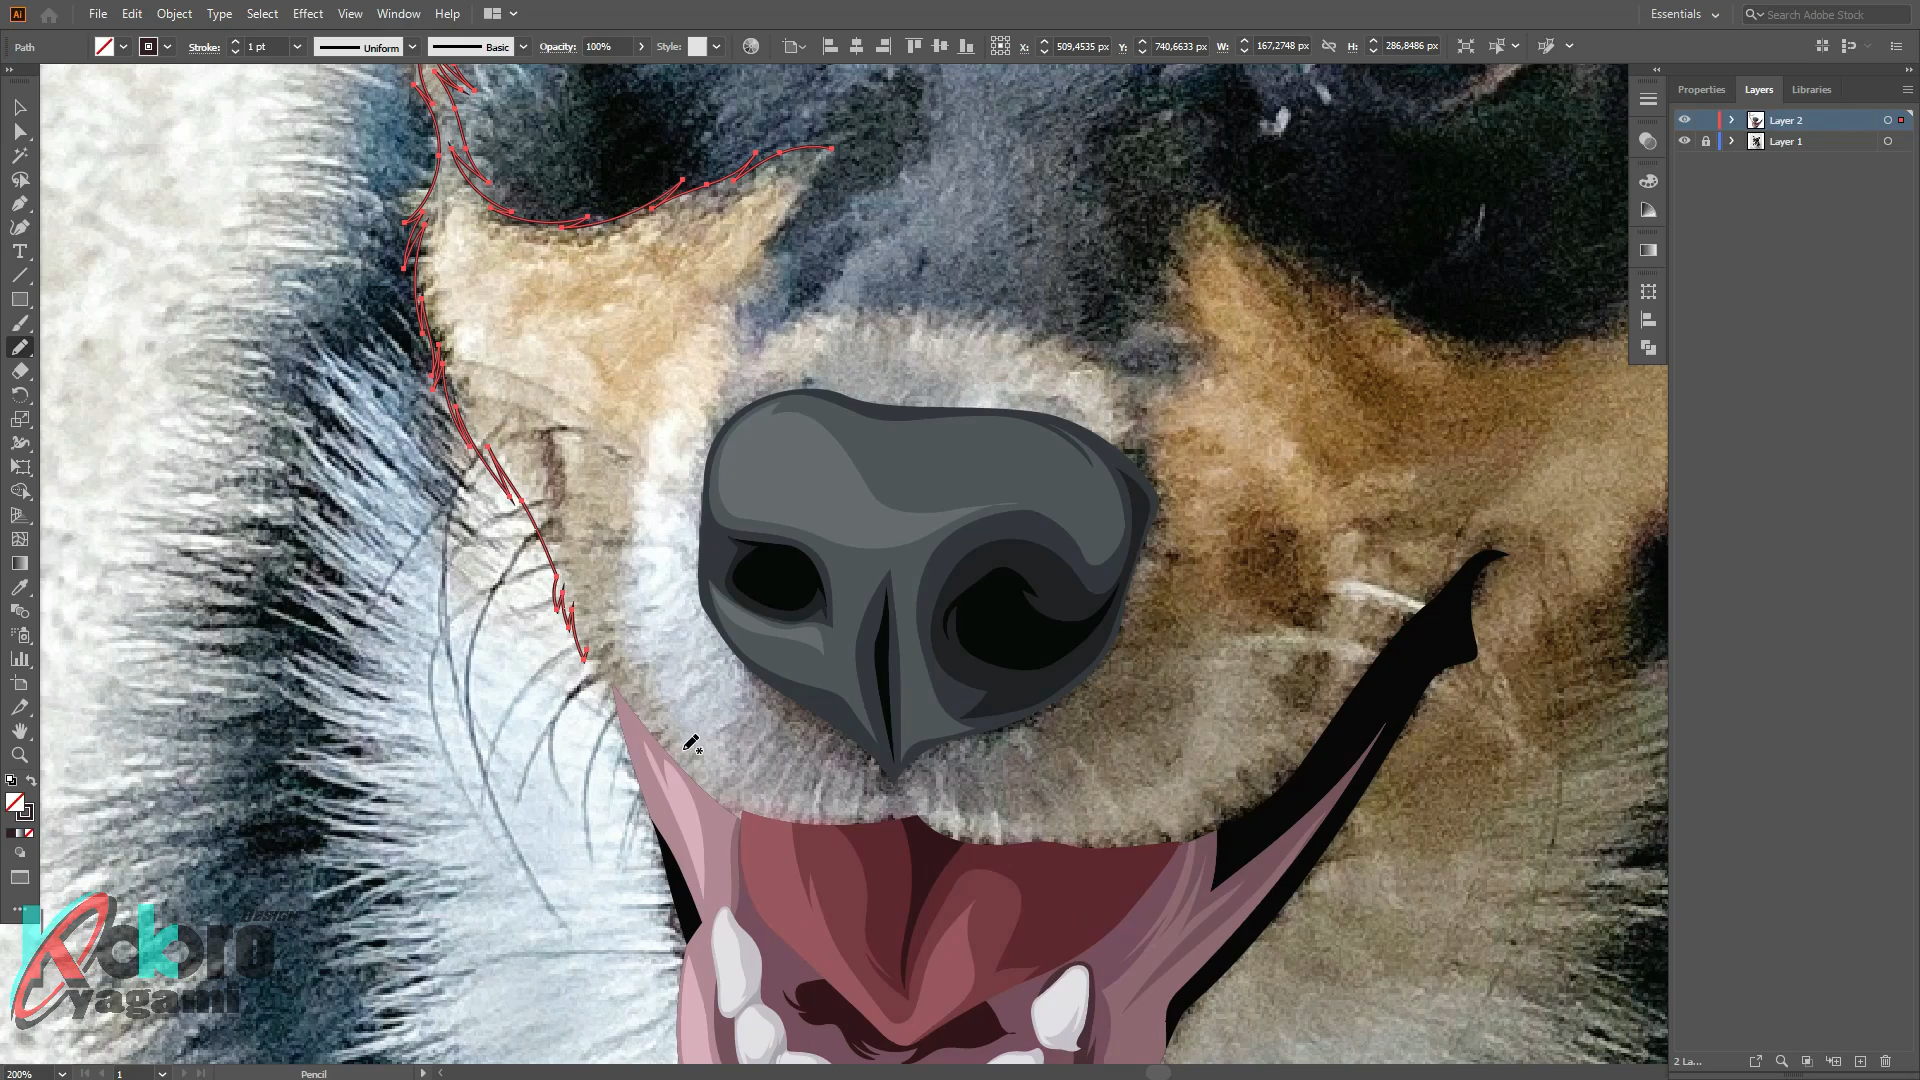 Ai File Edit Object Type Select Effect View Window Help Essentials Search Adobe Stock
Path Stroke: 1 pt Uniform Basic Opacity: 100% Style: X: 509,4535 px Y: 740,6633 px W: 167,2748 px H: 286,8486 px
Properties Layers Libraries
Layer 2
Layer 1
DESIGN
Kokoro
yagami
2 La...
200% 1 Pencil